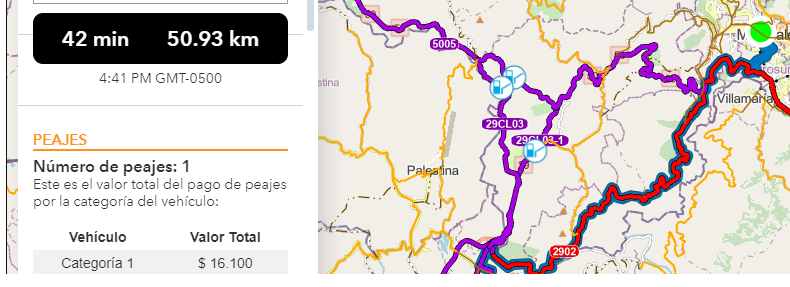 42 min 50.93 km
4:41 PM GMT-0500
PEAJES
Número de peajes: 1
Este es el valor total del pago de peajes
por la categoría del vehículo:
Vehículo Valor Total
Categoría 1 $ 16.100
5005
29CL03
29CL03-1
Palestina
Villamaría
2902